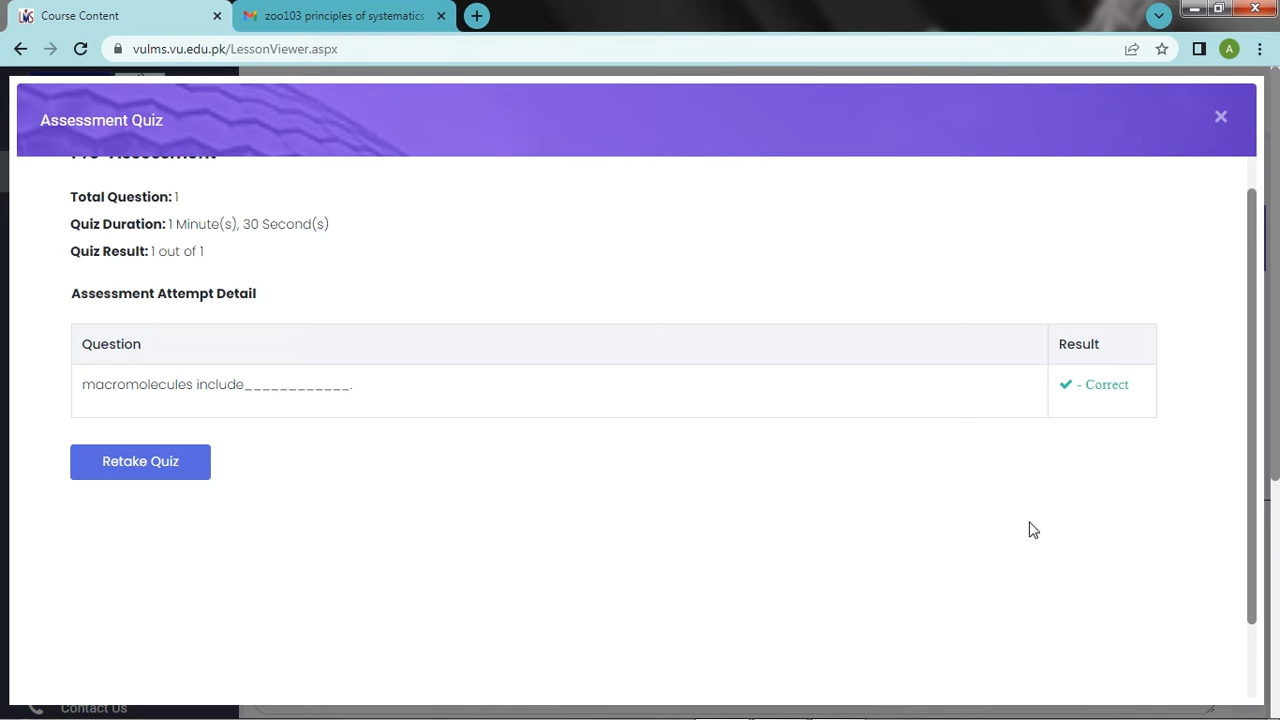 Course Content
zoo103 principles of systematics
vulms.vu.edu.pk/LessonViewer.aspx
A
Assessment Quiz
Pre-Assessment
Total Question: 1
Quiz Duration: 1 Minute(s), 30 Second(s)
Quiz Result: 1 out of 1
Assessment Attempt Detail
Question
Result
macromolecules include____________.
- Correct
Retake Quiz
Contact Us